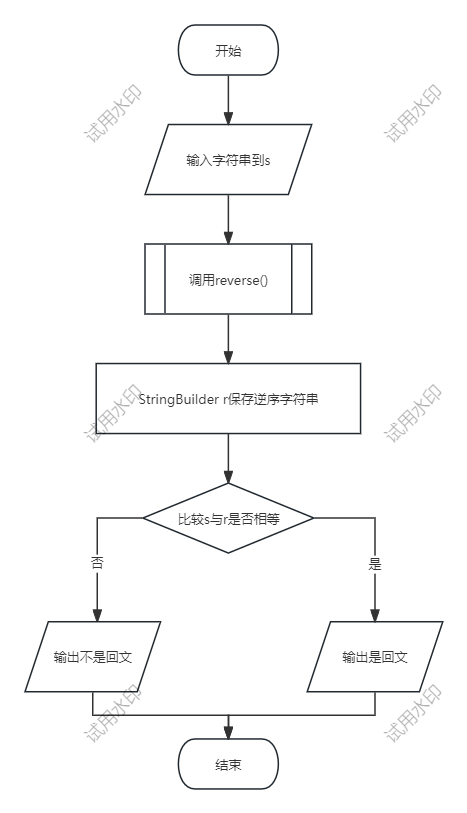 开始
试用水印
试用水印
输入字符串到s
调用reverse()
StringBuilder r保存逆序字符串
试用水印
试用水印
比较s与r是否相等
否
是
输出不是回文
输出是回文
试用水印
试用水印
结束